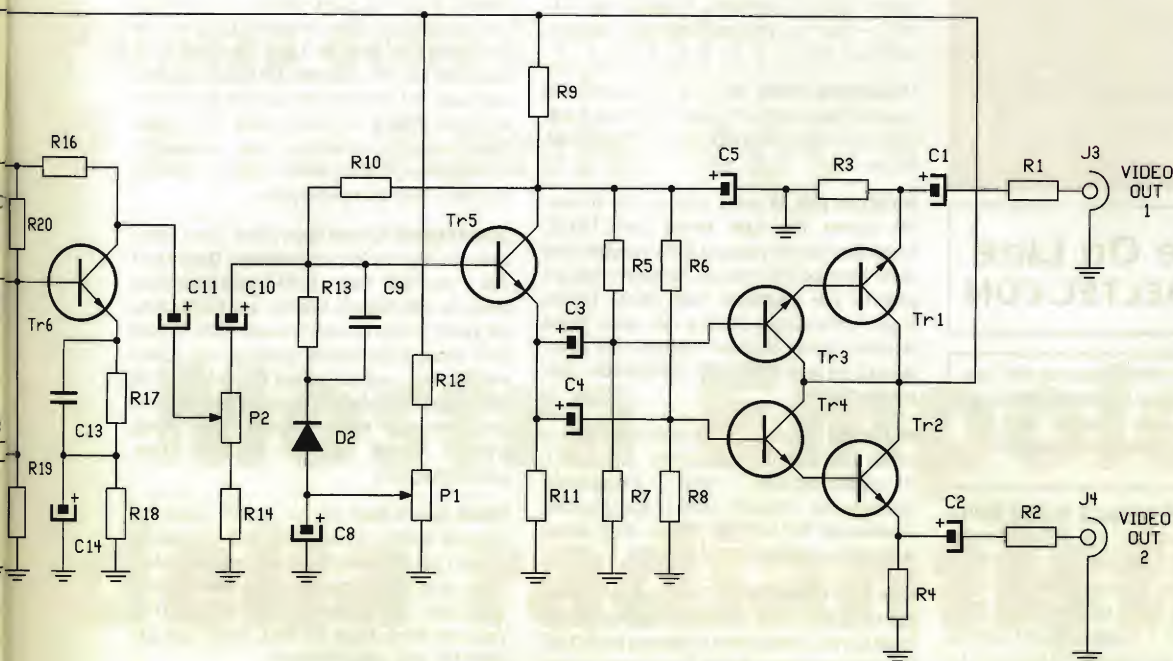 R9
R16
R10
C5
R3
C1
R1
J3
VIDEO
OUT
1
R20
Tr5
R5
R6
C11
C10
R13
C9
Tr6
C3
Tr1
Tr3
R12
C4
R17
C13
P2
D2
Tr4
Tr2
R19
P1
R11
R7
R8
R18
R14
C8
C2
R2
J4
VIDEO
OUT
2
C14
R4